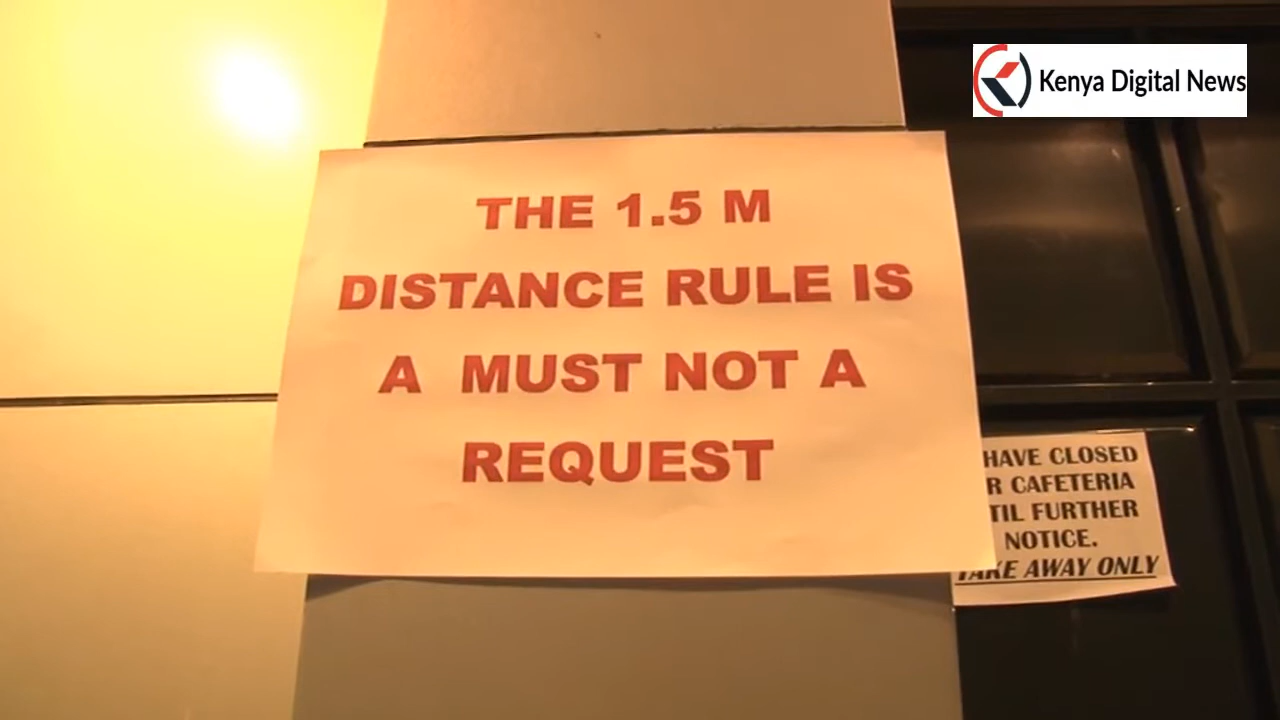 Kenya Digital News
THE 1.5 M
DISTANCE RULE IS
A MUST NOT A
REQUEST
HAVE CLOSED
R CAFETERIA
TIL FURTHER
NOTICE.
TAKE AWAY ONLY